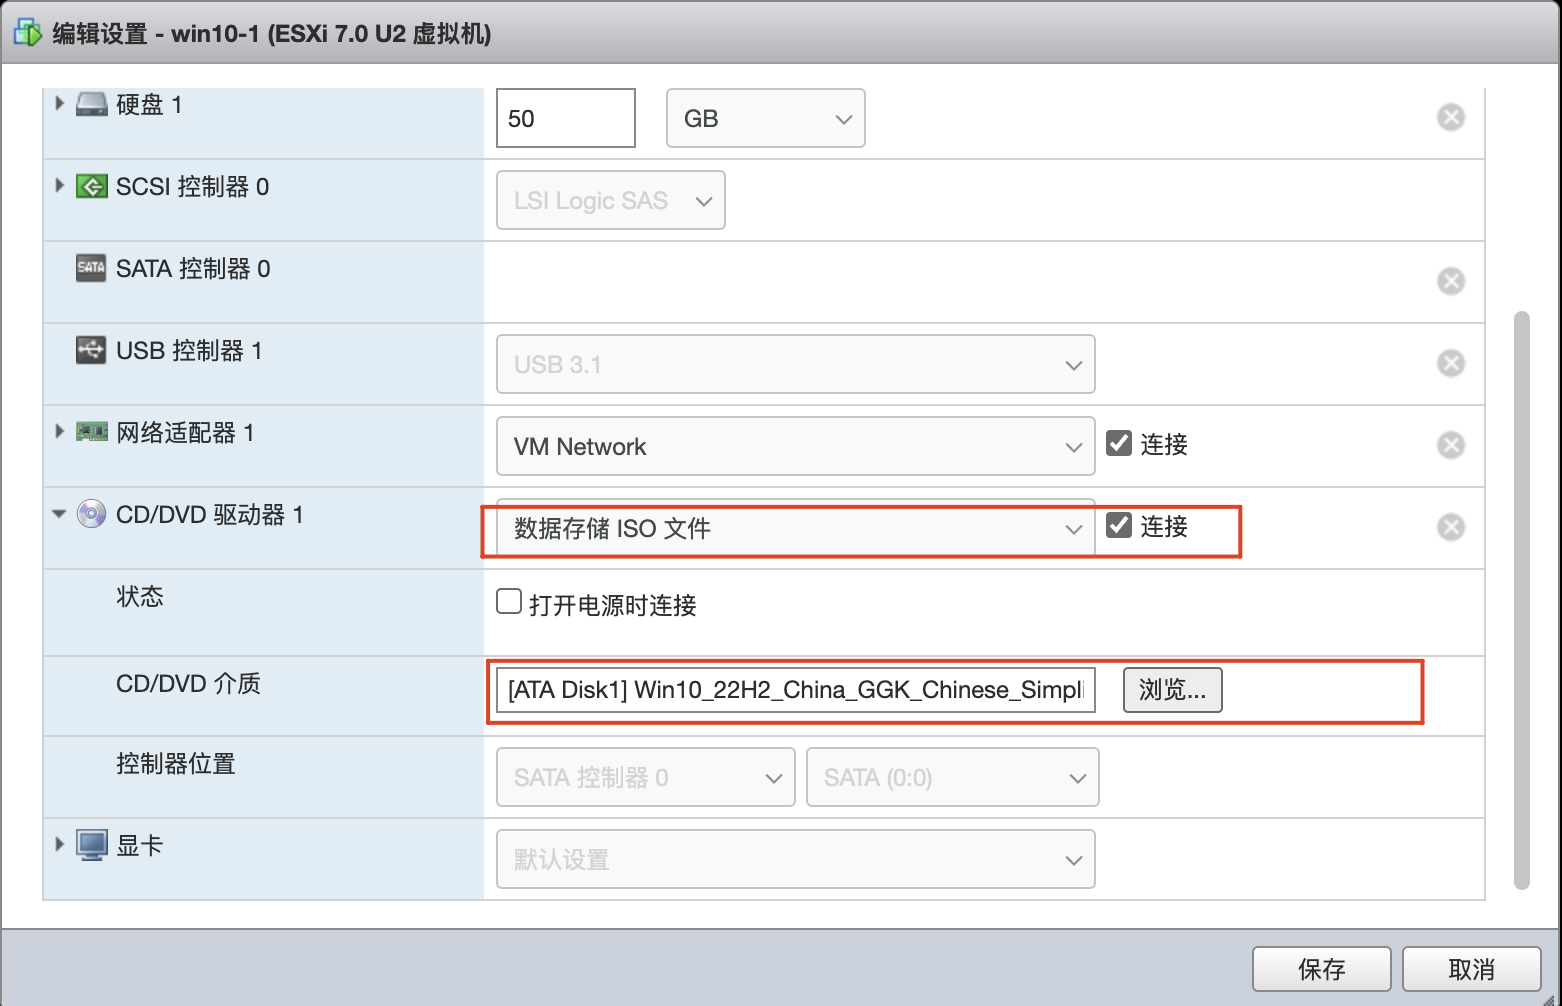 编辑设置 - win10-1 (ESXi 7.0 U2 虚拟机)
硬盘 1 50 GB
SCSI 控制器 0 LSI Logic SAS
SATA SATA 控制器 0
USB 控制器 1 USB 3.1
网络适配器 1 VM Network 连接
CD/DVD 驱动器 1 数据存储 ISO 文件 连接
状态 打开电源时连接
CD/DVD 介质 [ATA Disk1] Win10_22H2_China_GGK_Chinese_Simpli 浏览...
控制器位置 SATA 控制器 0 SATA (0:0)
显卡 默认设置
保存 取消